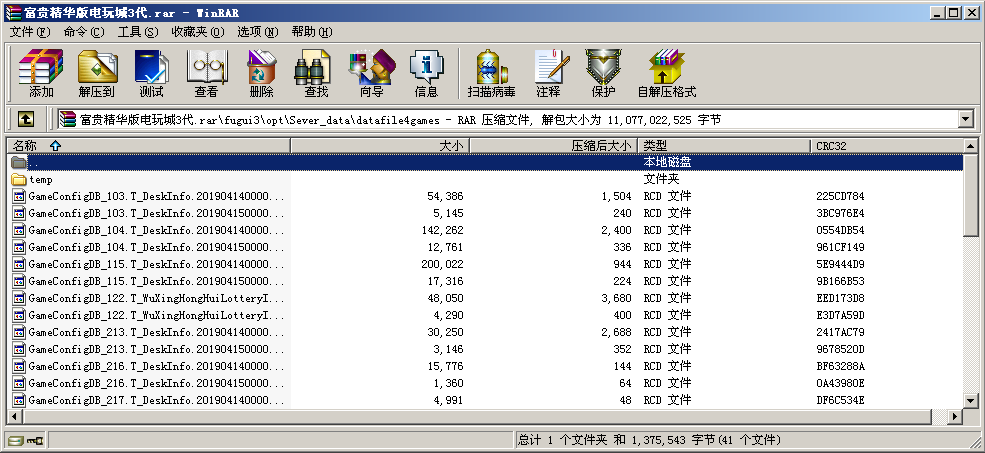 富贵精华版电玩城3代.rar - WinRAR
文件(F) 命令(C) 工具(S) 收藏夹(O) 选项(N) 帮助(H)
添加 解压到 测试 查看 删除 查找 向导 信息 扫描病毒 注释 保护 自解压格式
富贵精华版电玩城3代.rar\fugui3\opt\Sever_data\datafile4games - RAR 压缩文件, 解包大小为 11,077,022,525 字节
名称 大小 压缩后大小 类型 CRC32
.. 本地磁盘
temp 文件夹
GameConfigDB_103.T_DeskInfo.201904140000... 54,386 1,504 RCD 文件 225CD784
GameConfigDB_103.T_DeskInfo.201904150000... 5,145 240 RCD 文件 3BC976E4
GameConfigDB_104.T_DeskInfo.201904140000... 142,262 2,400 RCD 文件 0554DB54
GameConfigDB_104.T_DeskInfo.201904150000... 12,761 336 RCD 文件 961CF149
GameConfigDB_115.T_DeskInfo.201904140000... 200,022 944 RCD 文件 5E9444D9
GameConfigDB_115.T_DeskInfo.201904150000... 17,316 224 RCD 文件 9B166B53
GameConfigDB_122.T_WuXingHongHuiLotteryI... 48,050 3,680 RCD 文件 EED173D8
GameConfigDB_122.T_WuXingHongHuiLotteryI... 4,290 400 RCD 文件 E3D7A59D
GameConfigDB_213.T_DeskInfo.201904140000... 30,250 2,688 RCD 文件 2417AC79
GameConfigDB_213.T_DeskInfo.201904150000... 3,146 352 RCD 文件 9678520D
GameConfigDB_216.T_DeskInfo.201904140000... 15,776 144 RCD 文件 BF63288A
GameConfigDB_216.T_DeskInfo.201904150000... 1,360 64 RCD 文件 0A43980E
GameConfigDB_217.T_DeskInfo.201904140000... 4,991 48 RCD 文件 DF6C534E
总计 1 个文件夹 和 1,375,543 字节(41 个文件)